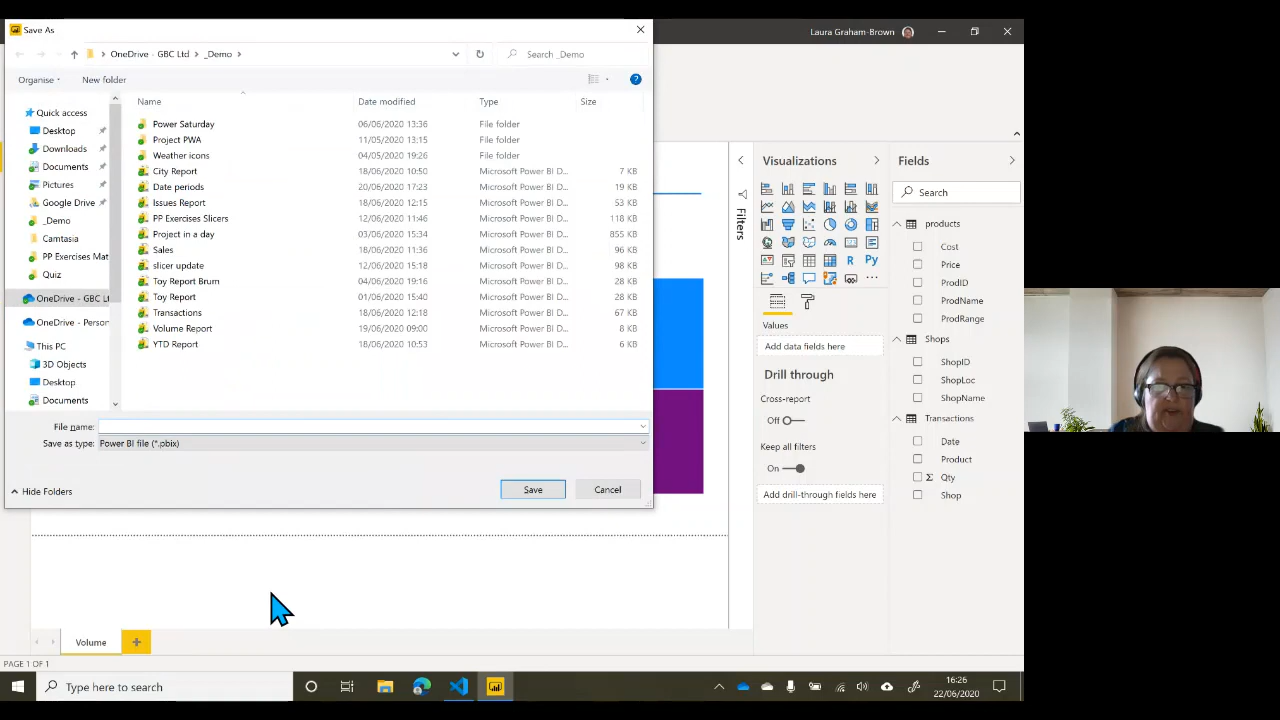 Save As
Laura Graham-Brown
OneDrive - GBC Ltd > _Demo >
Search _Demo
Organise
New folder
Name Date modified Type Size
Quick access
Desktop
Downloads
Documents
Pictures
Google Drive
_Demo
Camtasia
PP Exercises Mat
Quiz
OneDrive - GBC Lt
OneDrive - Person
This PC
3D Objects
Desktop
Documents
Power Saturday 06/06/2020 13:36 File folder
Project PWA 11/05/2020 13:15 File folder
Weather icons 04/05/2020 19:26 File folder
City Report 18/06/2020 10:50 Microsoft Power BI D... 7 KB
Date periods 20/06/2020 17:23 Microsoft Power BI D... 19 KB
Issues Report 18/06/2020 12:15 Microsoft Power BI D... 53 KB
PP Exercises Slicers 12/06/2020 11:46 Microsoft Power BI D... 118 KB
Project in a day 03/06/2020 15:34 Microsoft Power BI D... 855 KB
Sales 18/06/2020 11:36 Microsoft Power BI D... 96 KB
slicer update 12/06/2020 15:18 Microsoft Power BI D... 98 KB
Toy Report Brum 04/06/2020 19:16 Microsoft Power BI D... 28 KB
Toy Report 01/06/2020 15:40 Microsoft Power BI D... 28 KB
Transactions 18/06/2020 12:18 Microsoft Power BI D... 67 KB
Volume Report 19/06/2020 09:00 Microsoft Power BI D... 8 KB
YTD Report 18/06/2020 10:53 Microsoft Power BI D... 6 KB
File name:
Save as type: Power BI file (*.pbix)
Hide Folders
Save
Cancel
Filters
Visualizations
R Py
Values
Add data fields here
Drill through
Cross-report
Off
Keep all filters
On
Add drill-through fields here
Fields
Search
products
Cost
Price
ProdID
ProdName
ProdRange
Shops
ShopID
ShopLoc
ShopName
Transactions
Date
Product
Σ Qty
Shop
Volume
PAGE 1 OF 1
Type here to search
16:26
22/06/2020